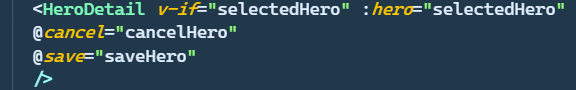 <HeroDetail v-if="selectedHero" :hero="selectedHero"
@cancel="cancelHero"
@save="saveHero"
/>